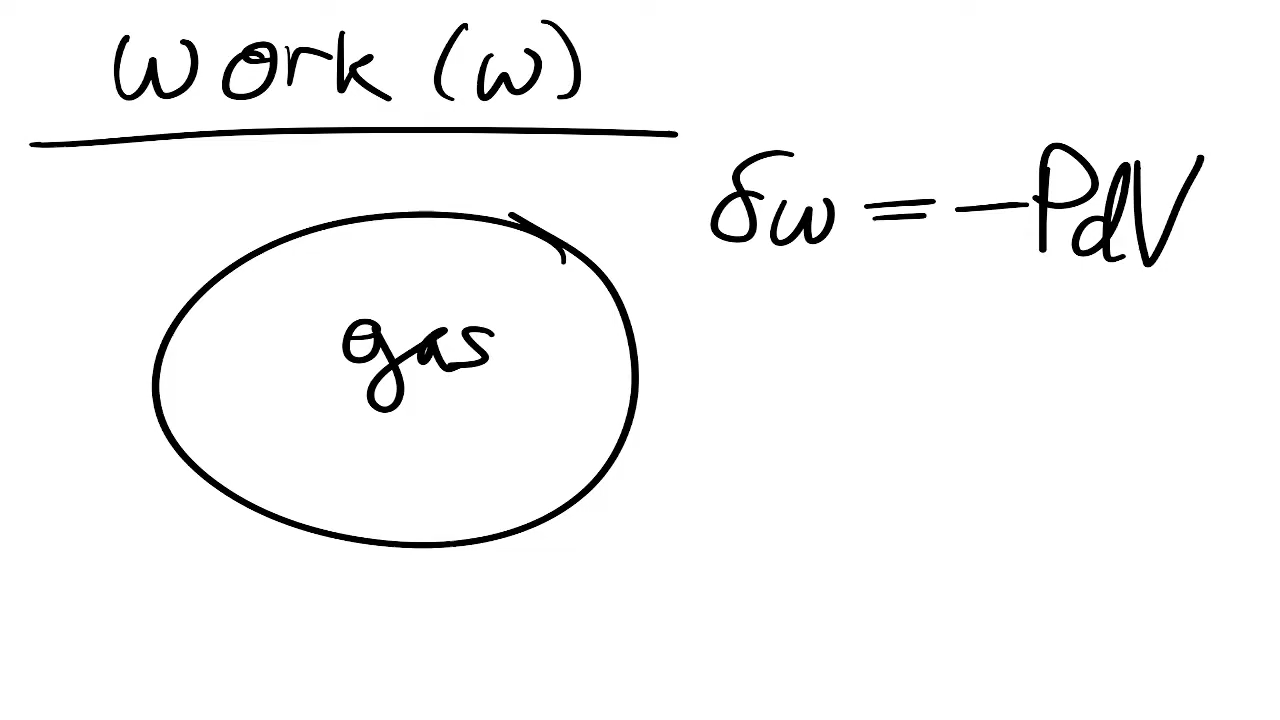 Work (w)
δw = -PdV
gas